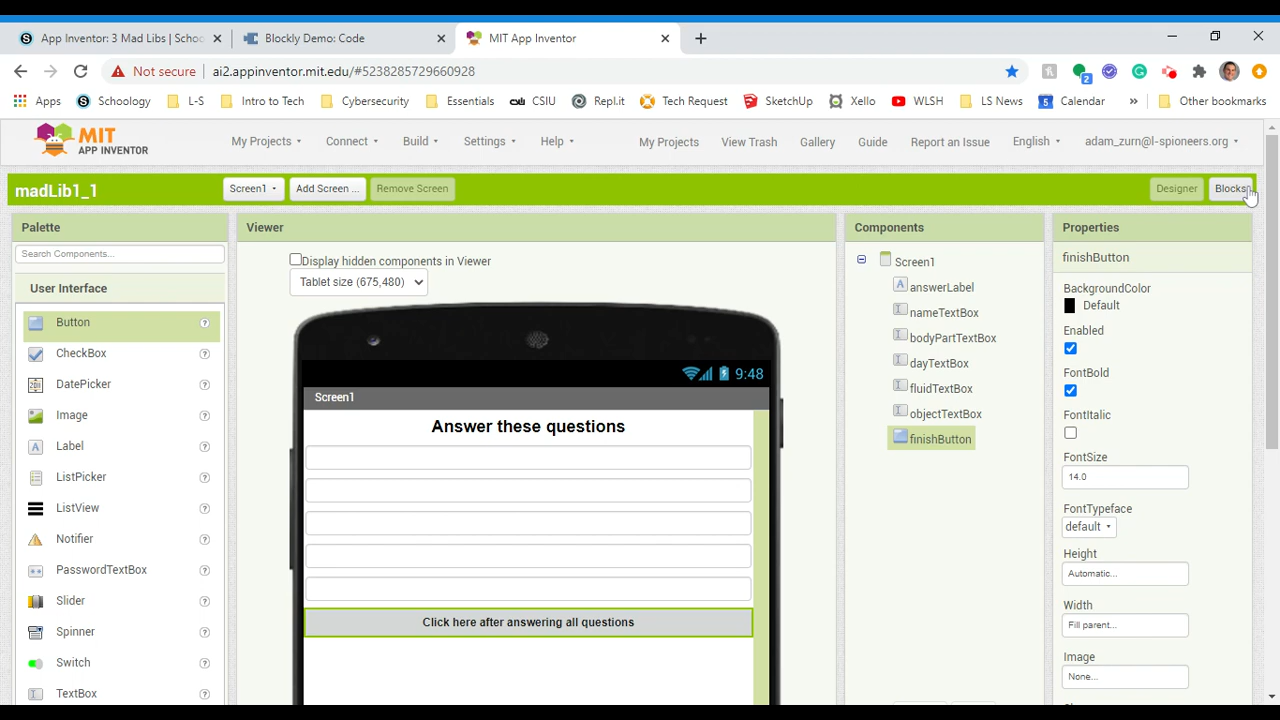 App Inventor: 3 Mad Libs | Schoo
Blockly Demo: Code
MIT App Inventor
Not secure
ai2.appinventor.mit.edu/#5238285729660928
2
Apps
Schoology
L-S
Intro to Tech
Cybersecurity
Essentials
CSIU
Repl.it
Tech Request
SketchUp
Xello
WLSH
LS News
Calendar
»
Other bookmarks
MIT
APP INVENTOR
My Projects
Connect
Build
Settings
Help
My Projects
View Trash
Gallery
Guide
Report an Issue
English
adam_zurn@l-spioneers.org
madLib1_1
Screen1
Add Screen ...
Remove Screen
Designer
Blocks
Palette
Search Components...
User Interface
Button
CheckBox
DatePicker
Image
Label
ListPicker
ListView
Notifier
PasswordTextBox
Slider
Spinner
Switch
TextBox
Viewer
Display hidden components in Viewer
Tablet size (675,480)
9:48
Screen1
Answer these questions
Click here after answering all questions
Components
Screen1
answerLabel
nameTextBox
bodyPartTextBox
dayTextBox
fluidTextBox
objectTextBox
finishButton
Properties
finishButton
BackgroundColor
Default
Enabled
FontBold
FontItalic
FontSize
14.0
FontTypeface
default
Height
Automatic...
Width
Fill parent...
Image
None...